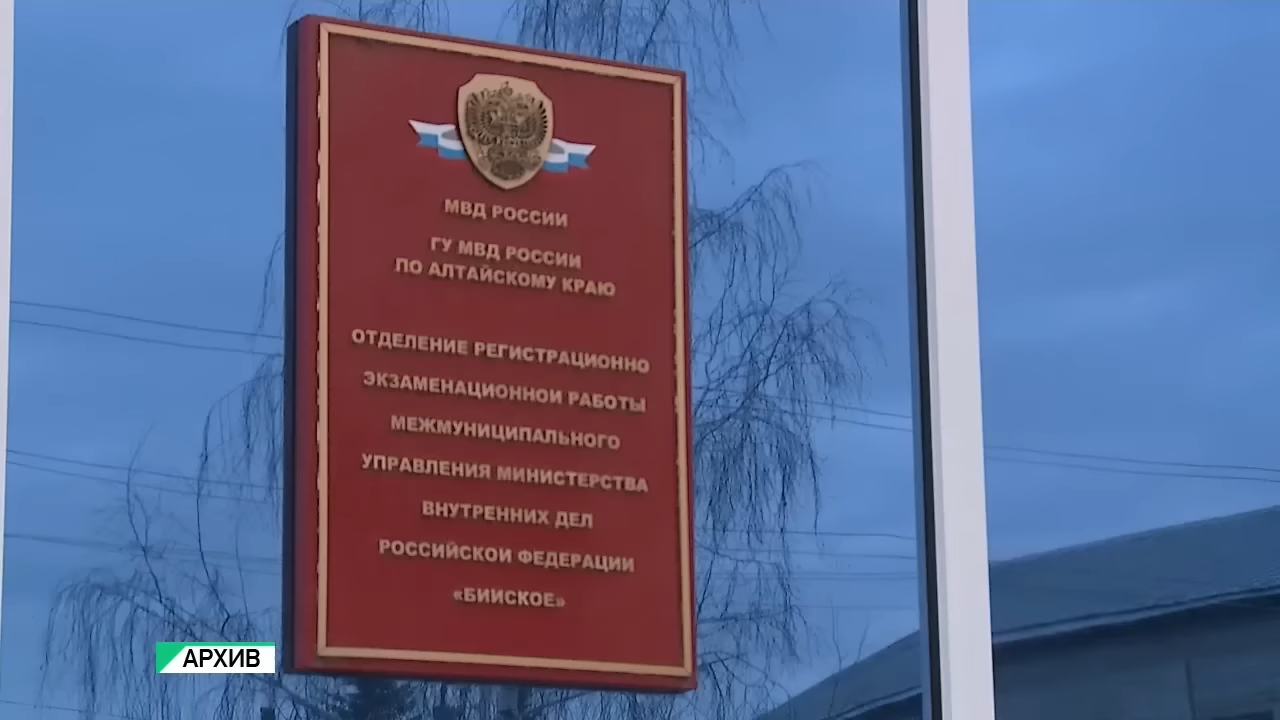 МВД РОССИИ
ГУ МВД РОССИИ
ПО АЛТАЙСКОМУ КРАЮ
ОТДЕЛЕНИЕ РЕГИСТРАЦИОННО
ЭКЗАМЕНАЦИОННОЙ РАБОТЫ
МЕЖМУНИЦИПАЛЬНОГО
УПРАВЛЕНИЯ МИНИСТЕРСТВА
ВНУТРЕННИХ ДЕЛ
РОССИЙСКОЙ ФЕДЕРАЦИИ
«БИЙСКОЕ»
АРХИВ